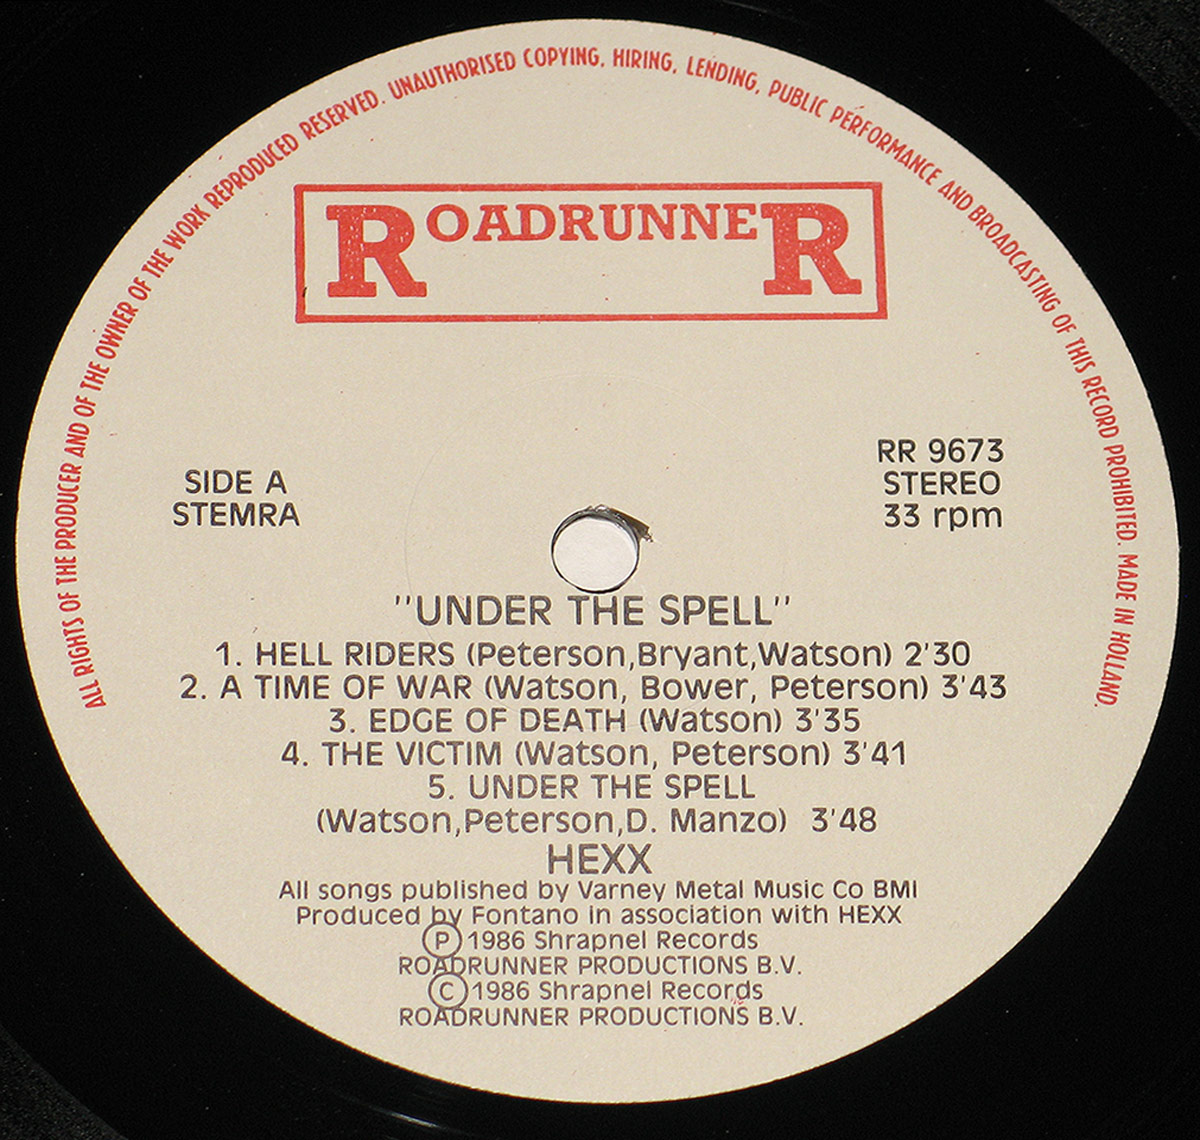 ALL RIGHTS OF THE PRODUCER AND OF THE OWNER OF THE WORK REPRODUCED RESERVED. UNAUTHORISED COPYING, HIRING, LENDING, PUBLIC PERFORMANCE AND BROADCASTING OF THIS RECORD PROHIBITED. MADE IN HOLLAND.
ROADRUNNER
SIDE A
STEMRA
RR 9673
STEREO
33 rpm
"UNDER THE SPELL"
1. HELL RIDERS (Peterson,Bryant,Watson) 2'30
2. A TIME OF WAR (Watson, Bower, Peterson) 3'43
3. EDGE OF DEATH (Watson) 3'35
4. THE VICTIM (Watson, Peterson) 3'41
5. UNDER THE SPELL
(Watson,Peterson,D. Manzo) 3'48
HEXX
All songs published by Varney Metal Music Co BMI
Produced by Fontano in association with HEXX
Ⓟ 1986 Shrapnel Records
ROADRUNNER PRODUCTIONS B.V.
© 1986 Shrapnel Records
ROADRUNNER PRODUCTIONS B.V.